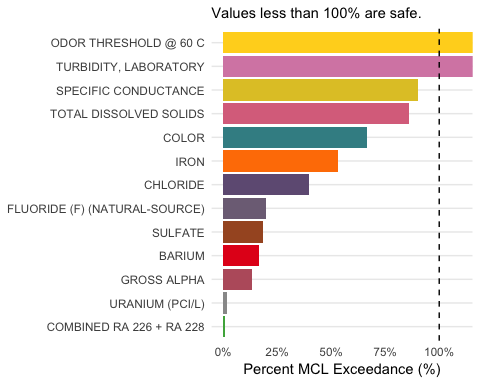 Values less than 100% are safe.
ODOR THRESHOLD @ 60 C
TURBIDITY, LABORATORY
SPECIFIC CONDUCTANCE
TOTAL DISSOLVED SOLIDS
COLOR
IRON
CHLORIDE
FLUORIDE (F) (NATURAL-SOURCE)
SULFATE
BARIUM
GROSS ALPHA
URANIUM (PCI/L)
COMBINED RA 226 + RA 228
0% 25% 50% 75% 100%
Percent MCL Exceedance (%)